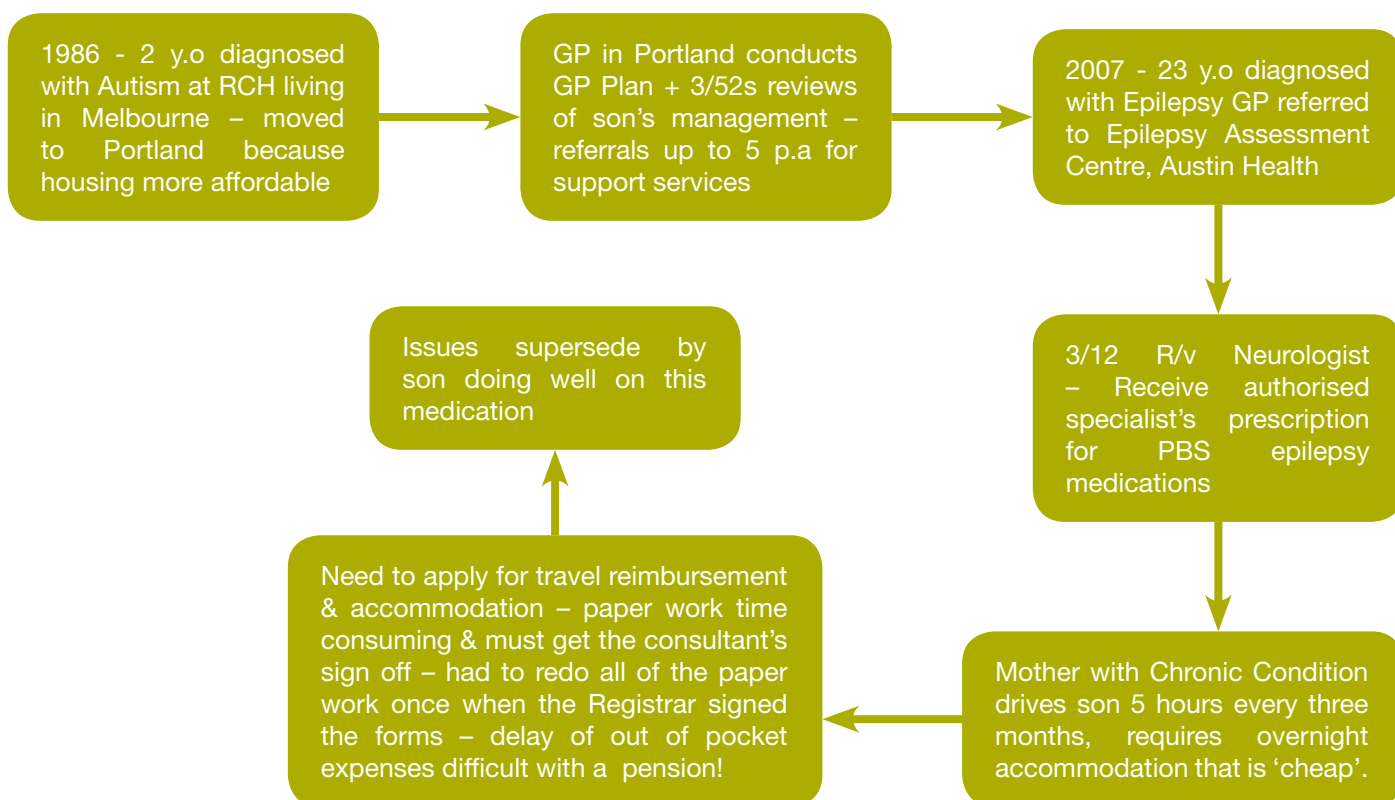 1986 - 2 y.o diagnosed
with Autism at RCH living
in Melbourne – moved
to Portland because
housing more affordable
GP in Portland conducts
GP Plan + 3/52s reviews
of son's management –
referrals up to 5 p.a for
support services
2007 - 23 y.o diagnosed
with Epilepsy GP referred
to Epilepsy Assessment
Centre, Austin Health
3/12 R/v Neurologist
– Receive authorised
specialist's prescription
for PBS epilepsy
medications
Mother with Chronic Condition
drives son 5 hours every three
months, requires overnight
accommodation that is 'cheap'.
Need to apply for travel reimbursement
& accommodation – paper work time
consuming & must get the consultant's
sign off – had to redo all of the paper
work once when the Registrar signed
the forms – delay of out of pocket
expenses difficult with a pension!
Issues supersede by
son doing well on this
medication